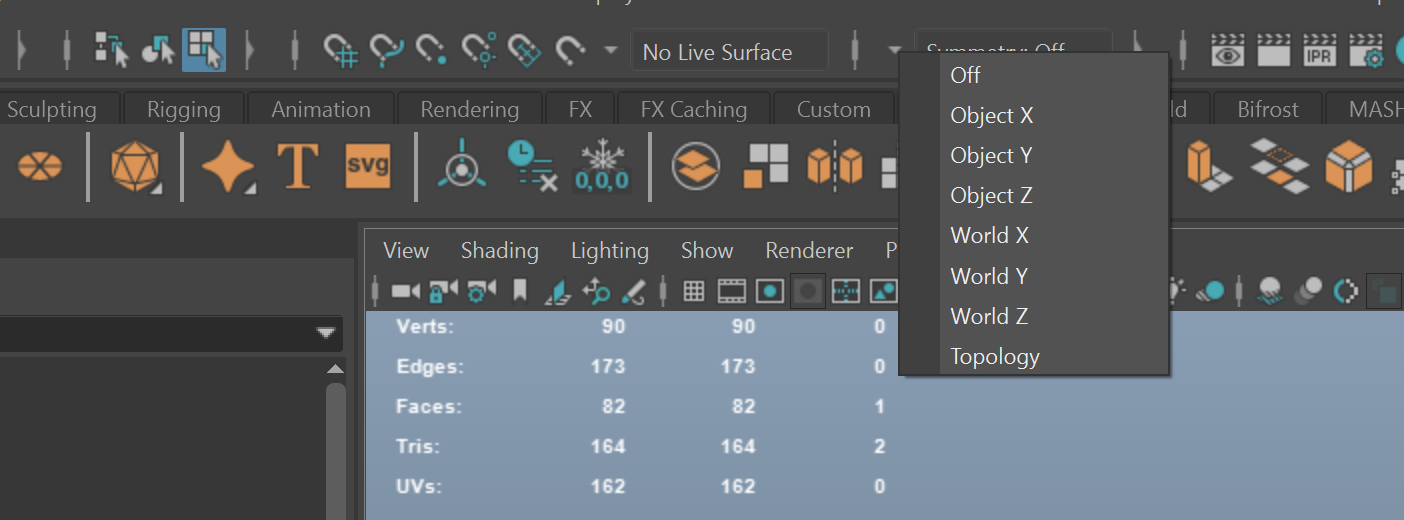 No Live Surface
Symmetry: Off
IPR
Off
Object X
Object Y
Object Z
World X
World Y
World Z
Topology
Sculpting Rigging Animation Rendering FX FX Caching Custom Bifrost MASH
T svg 0,0,0
View Shading Lighting Show Renderer
Verts: 90 90 0
Edges: 173 173 0
Faces: 82 82 1
Tris: 164 164 2
UVs: 162 162 0